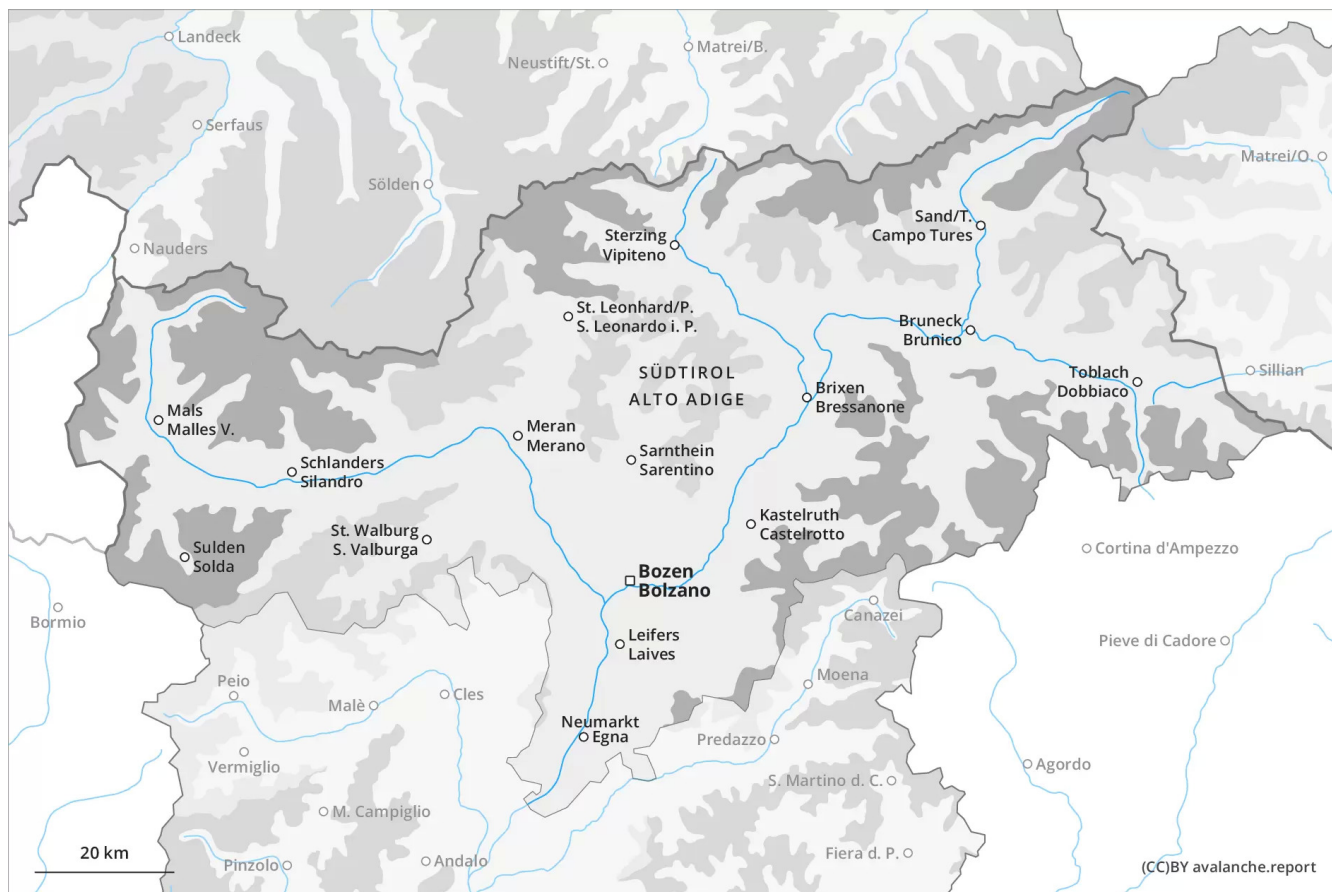 Landeck
Matrei/B.
Neustift/St.
Serfaus
Matrei/O.
Sölden
Sand/T.
Campo Tures
Sterzing
Vipiteno
Nauders
St. Leonhard/P.
S. Leonardo i. P.
Bruneck
Brunico
SÜDTIROL
ALTO ADIGE
Toblach
Dobbiaco
Sillian
Brixen
Bressanone
Mals
Malles V.
Meran
Merano
Sarnthein
Sarentino
Schlanders
Silandro
Kastelruth
Castelrotto
St. Walburg
S. Valburga
Sulden
Solda
Cortina d'Ampezzo
Bozen
Bolzano
Bormio
Canazei
Leifers
Laives
Pieve di Cadore
Peio
Moena
Malè
Cles
Neumarkt
Egna
Predazzo
Vermiglio
Agordo
S. Martino d. C.
M. Campiglio
20 km
Pinzolo
Andalo
Fiera d. P.
(CC)BY avalanche.report